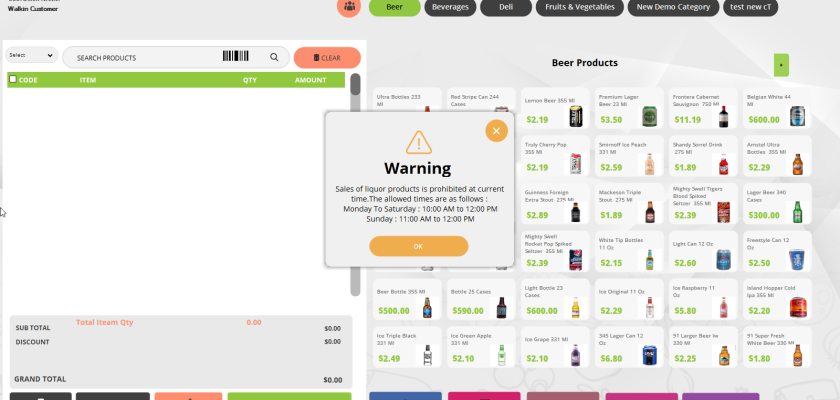 Walkin Customer
Beer
Beverages
Deli
Fruits & Vegetables
New Demo Category
test new cT
Select
SEARCH PRODUCTS
CLEAR
CODE ITEM QTY AMOUNT
Total Iteam Qty 0.00
SUB TOTAL $0.00
DISCOUNT $0.00
GRAND TOTAL $0.00
Beer Products
Ultra Bottles 233
Ml
Red Stripe Can 244
Cases
Lemon Beer 355 Ml
$2.19
Premium Lager
Beer 23 Ml
$3.50
Frontera Cabernet
Sauvignon 750 Ml
$11.19
Belgian White 44
Ml
$600.00
Truly Cherry Pop
355 Ml
$2.19
Smirnoff Ice Peach
331 Ml
$2.59
Shandy Sorrel Drink
275 Ml
$1.89
Amstol Ultra
Bottles 355 Ml
$2.29
Guinness Foreign
Extra Stout 275 Ml
$2.89
Mackeson Triple
Stout 275 Ml
$1.89
Mighty Swell Tigers
Blood Spiked
Seltzer 355 Ml
$2.39
Lager Beer 340
Cases
$300.00
Mighty Swell
Rocket Pop Spiked
Seltzer 355 Ml
$2.39
White Tip Bottles
11 Oz
$2.15
Light Can 12 Oz
$2.60
Freestyle Can 12
Oz
$2.50
Beer Bottle 355 Ml
$500.00
Bottle 25 Cases
$590.00
Light Bottle 23
Cases
$600.00
Ice Original 11 Oz
$2.29
Ice Raspberry 11
Oz
$5.80
Island Hopper Cold
Ipa 355 Ml
$2.20
Ice Triple Black
331 Ml
$2.49
Ice Green Apple
331 Ml
$2.10
Ice Grape 331 Ml
$2.10
345 Lager Can 12
Oz
$6.80
91 Larger Beer Iw
330 Ml
$2.25
91 Super Fresh
White Beer 330 Ml
$1.80
Warning
Sales of liquor products is prohibited at current
time.The allowed times are as follows :
Monday To Saturday : 10:00 AM to 12:00 PM
Sunday : 11:00 AM to 12:00 PM
OK